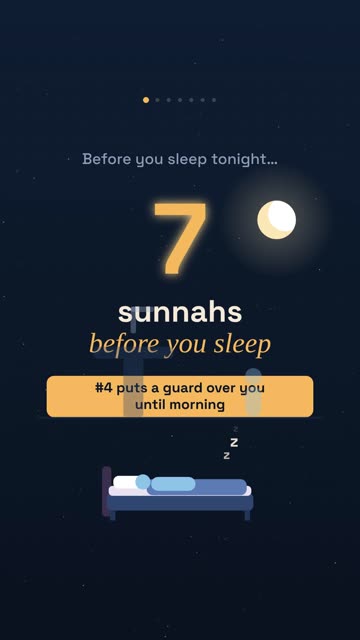 Before you sleep tonight...
7
sunnahs
before you sleep
#4 puts a guard over you
until morning
z
z
z